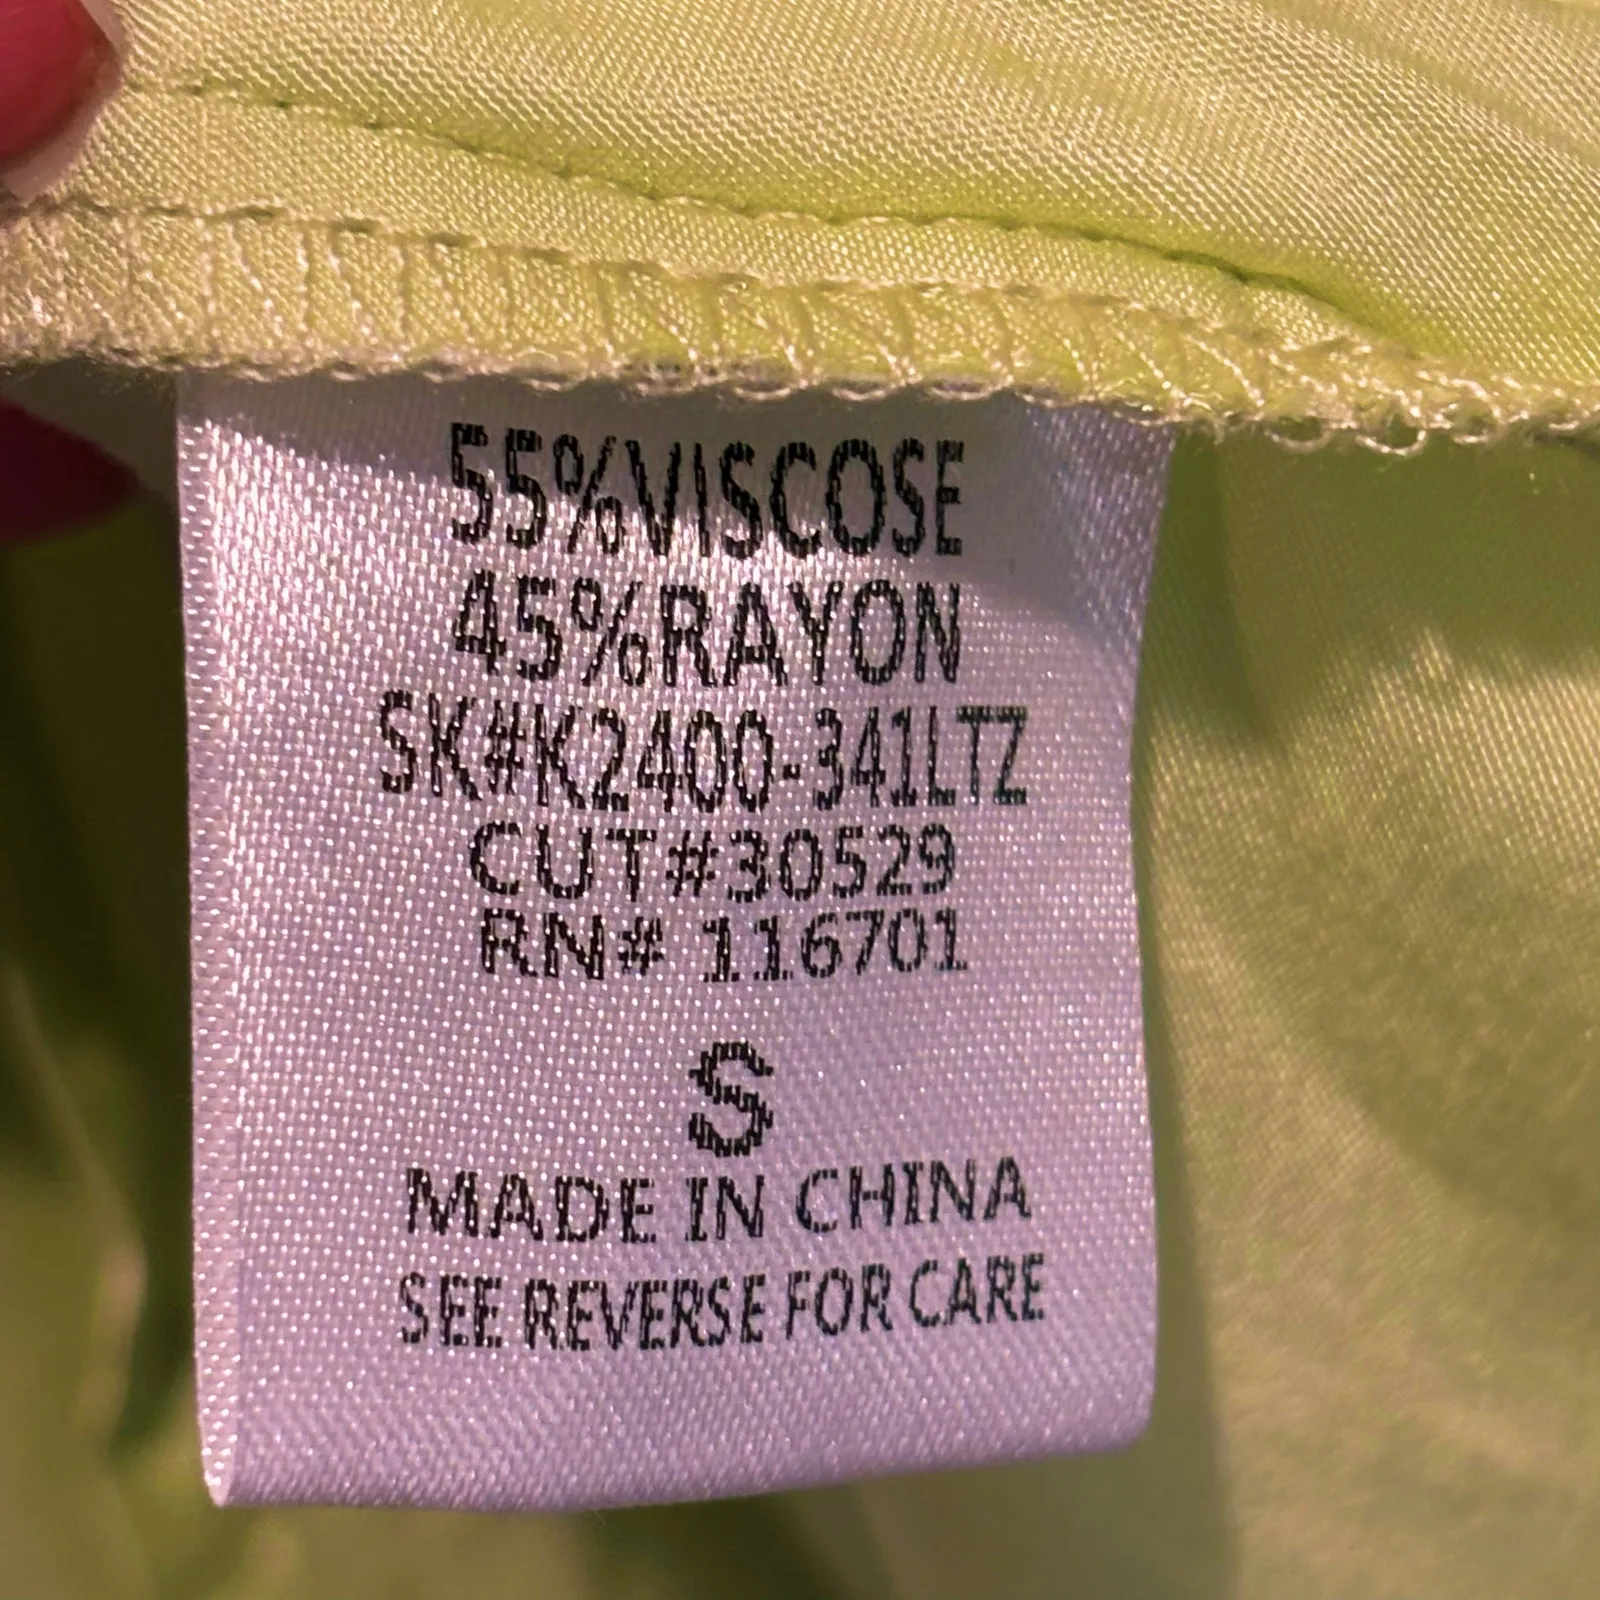 55%VISCOSE
45%RAYON
SK#K2400-341LTZ
CUT#30529
RN# 116701
S
MADE IN CHINA
SEE REVERSE FOR CARE